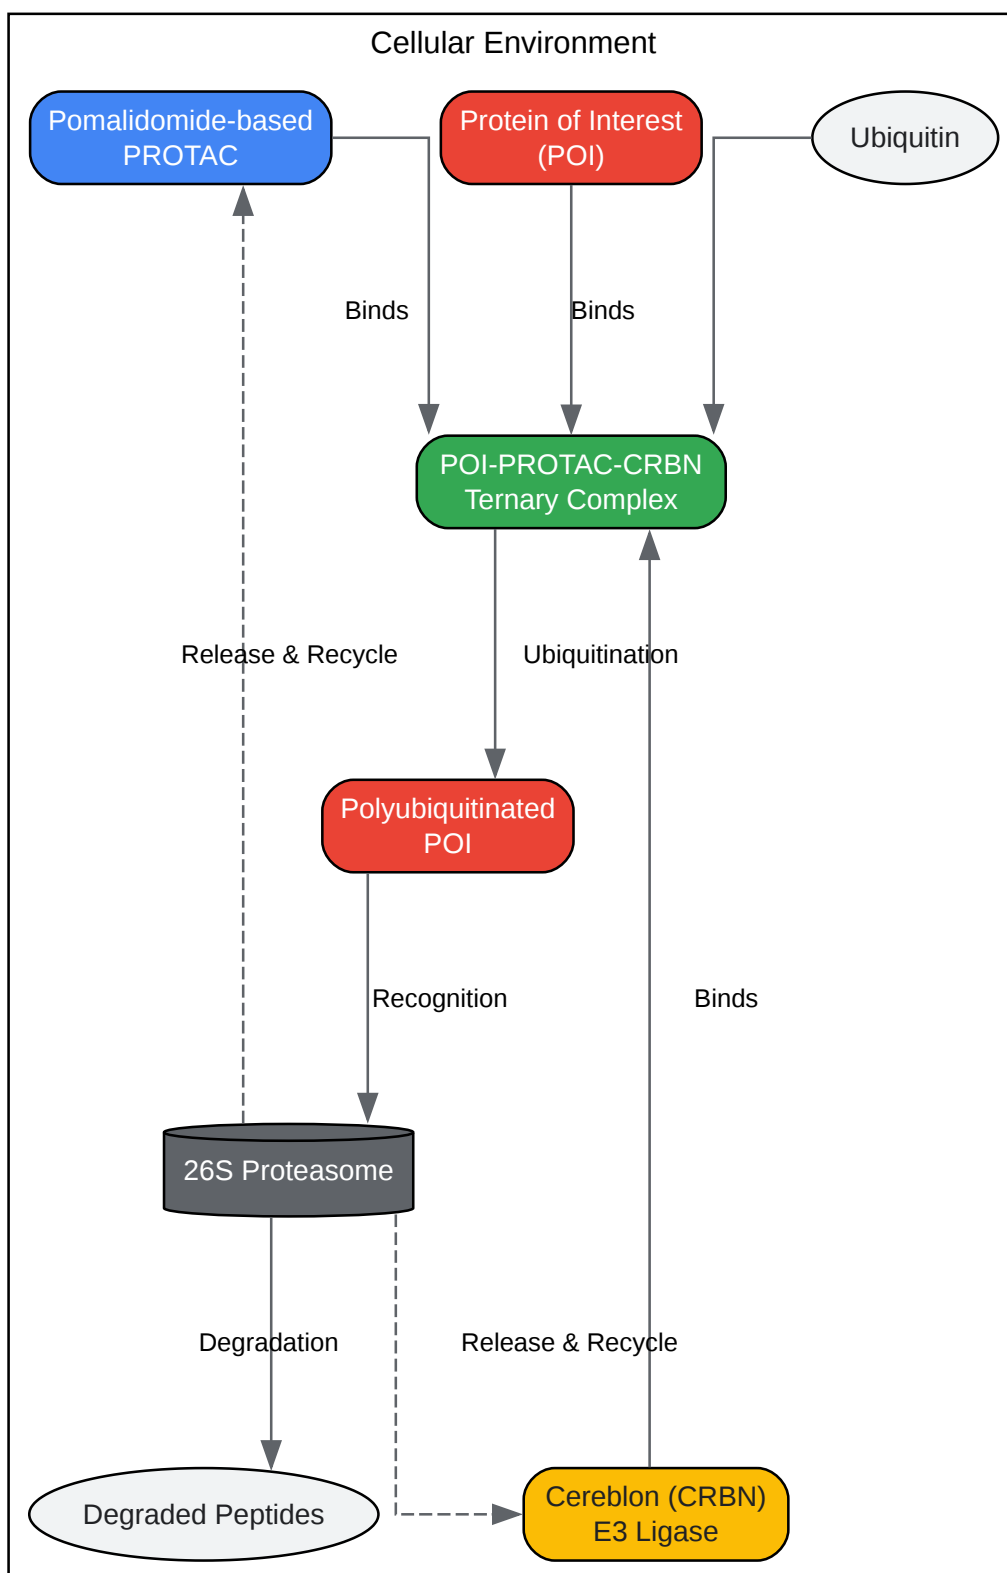 Cellular Environment
Pomalidomide-based
PROTAC
Protein of Interest
(POI)
Ubiquitin
Binds
Binds
POI-PROTAC-CRBN
Ternary Complex
Release & Recycle
Ubiquitination
Polyubiquitinated
POI
Recognition
Binds
26S Proteasome
Degradation
Release & Recycle
Degraded Peptides
Cereblon (CRBN)
E3 Ligase